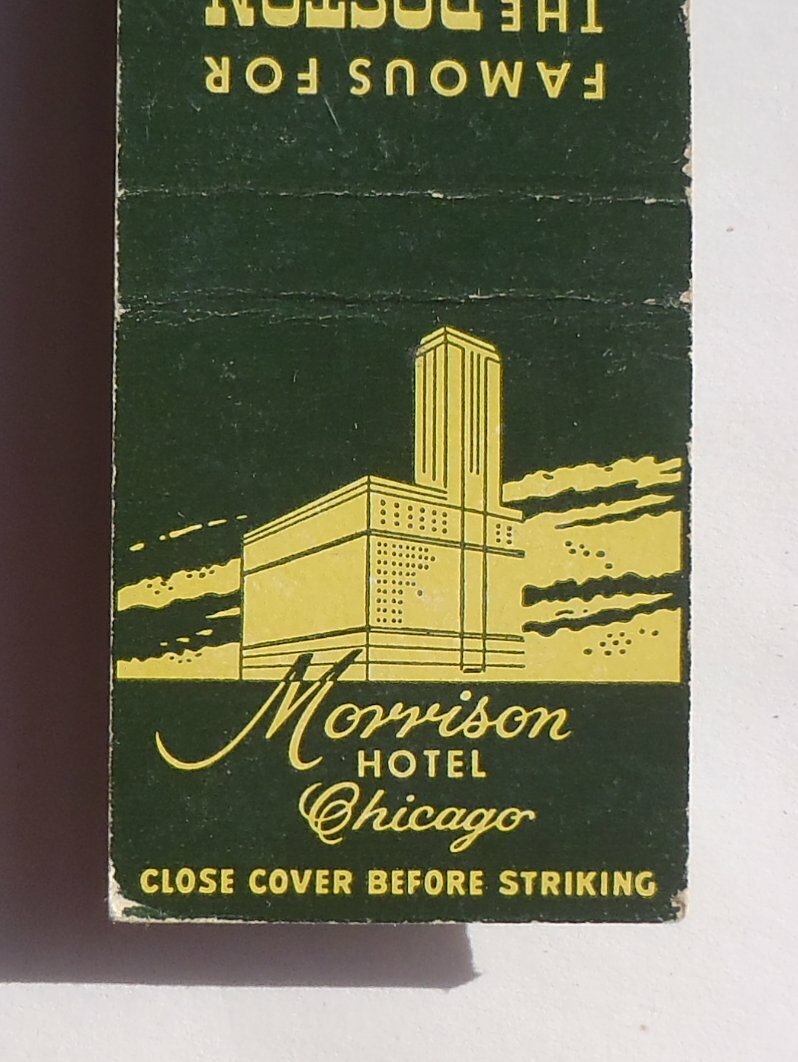 FAMOUS FOR
THE BOSTON
Morrison
HOTEL
Chicago
CLOSE COVER BEFORE STRIKING